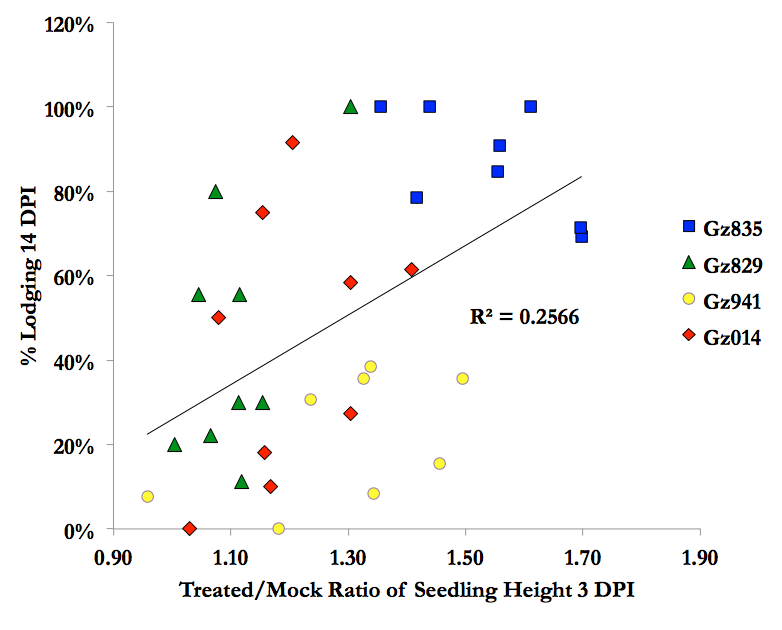 120%
100%
80%
60%
40%
20%
0%
% Lodging 14 DPI
R² = 0.2566
Gz835
Gz829
Gz941
Gz014
0.90 1.10 1.30 1.50 1.70 1.90
Treated/Mock Ratio of Seedling Height 3 DPI